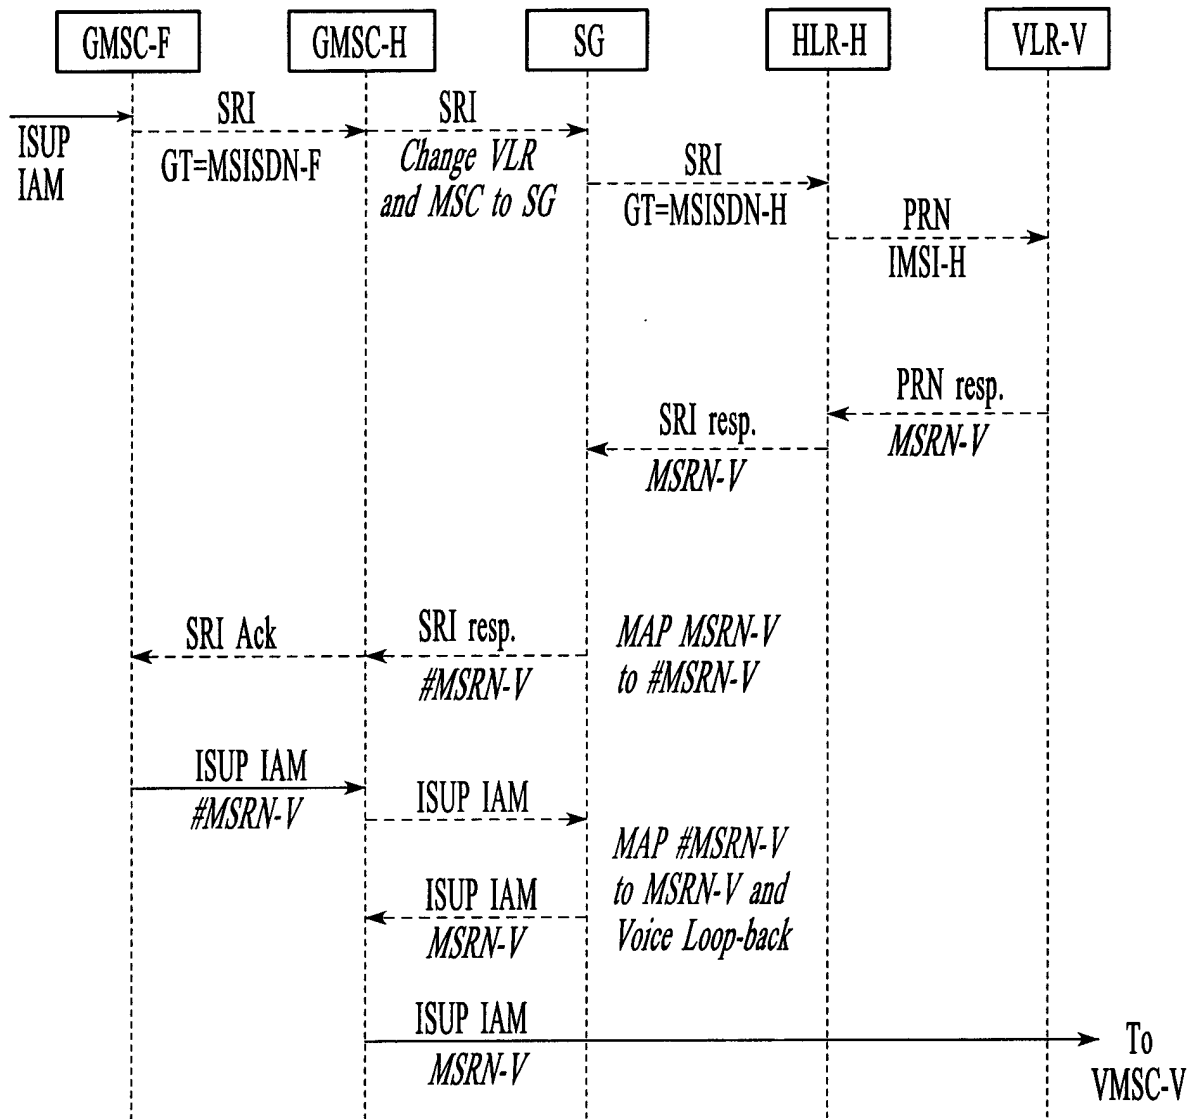 GMSC-F
GMSC-H
SG
HLR-H
VLR-V
ISUP
IAM
SRI
GT=MSISDN-F
SRI
Change VLR
and MSC to SG
SRI
GT=MSISDN-H
PRN
IMSI-H
PRN resp.
MSRN-V
SRI resp.
MSRN-V
SRI Ack
SRI resp.
#MSRN-V
MAP MSRN-V
to #MSRN-V
ISUP IAM
#MSRN-V
ISUP IAM
MAP #MSRN-V
to MSRN-V and
Voice Loop-back
ISUP IAM
MSRN-V
ISUP IAM
MSRN-V
To
VMSC-V